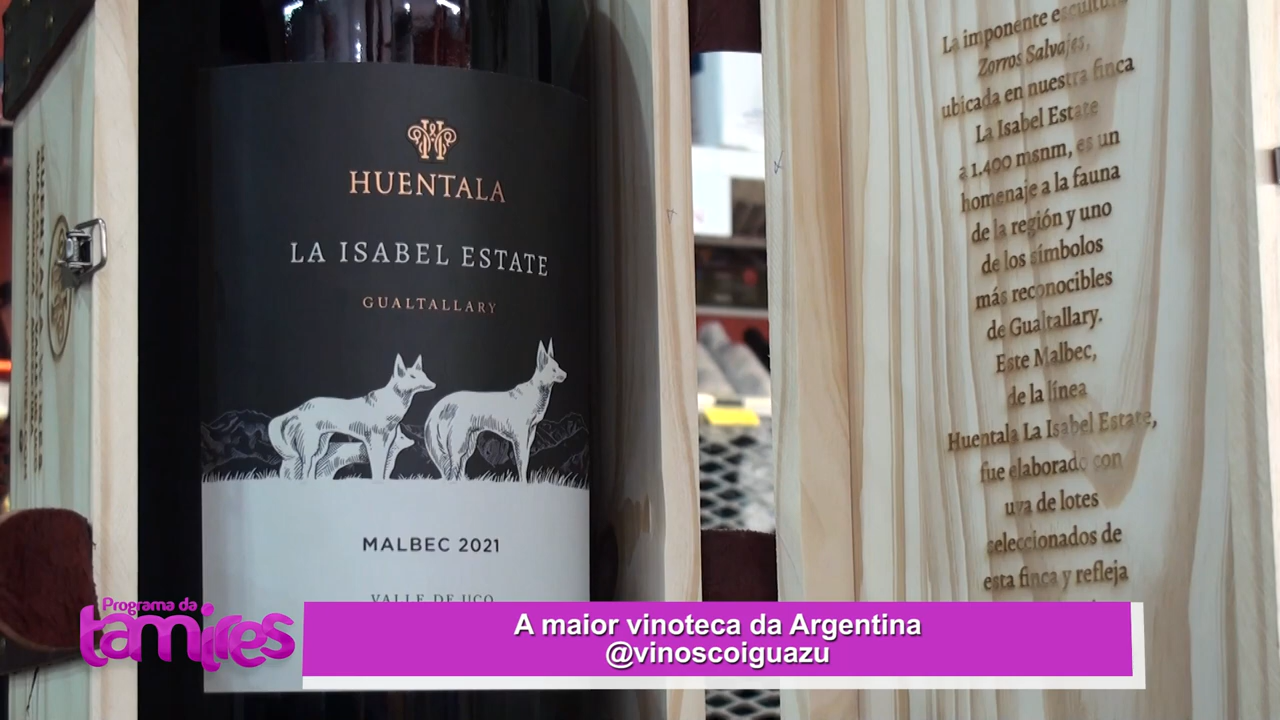 HUENTALA
LA ISABEL ESTATE
GUALTALLARY
MALBEC 2021
VALLE DE UCO
La imponente escultura
Zorros Salvajes,
ubicada en nuestra finca
La Isabel Estate
a 1.400 msnm, es un
homenaje a la fauna
de la región y uno
de los símbolos
más reconocibles
de Gualtallary.
Este Malbec,
de la línea
Huentala La Isabel Estate,
fue elaborado con
uva de lotes
seleccionados de
esta finca y refleja
Programa da
tamires
A maior vinoteca da Argentina
@vinoscoiguazu